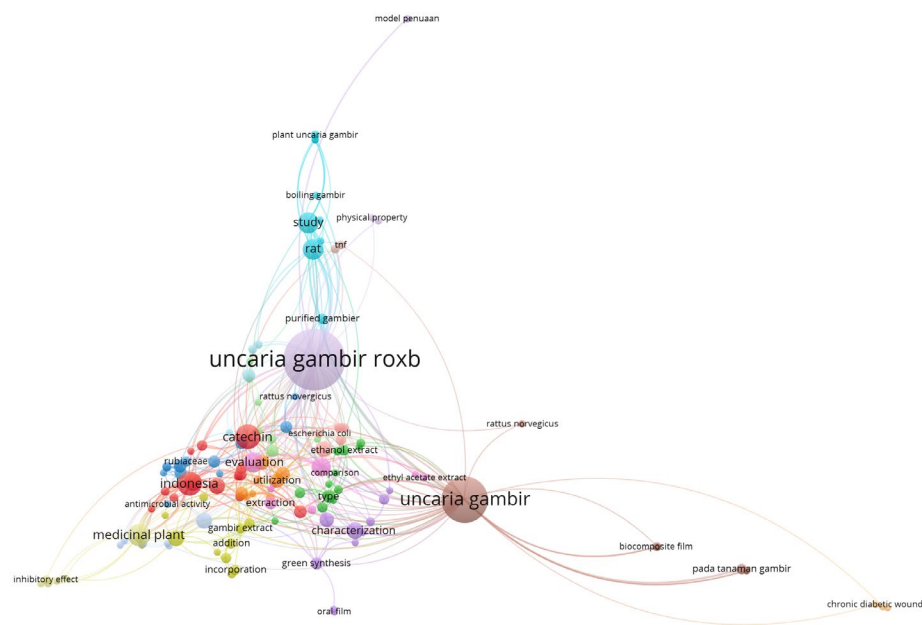 model penuaan
plant uncaria gambir
boiling gambir
study
physical property
rat
tnf
purified gambier
uncaria gambir roxb
rattus novergicus
rattus norvegicus
catechin
escherichia coli
ethanol extract
rubiaceae
evaluation
comparison
indonesia
utilization
ethyl acetate extract
type
uncaria gambir
antimicrobial activity
extraction
gambir extract
characterization
medicinal plant
addition
biocomposite film
green synthesis
incorporation
pada tanaman gambir
inhibitory effect
chronic diabetic wound
oral film